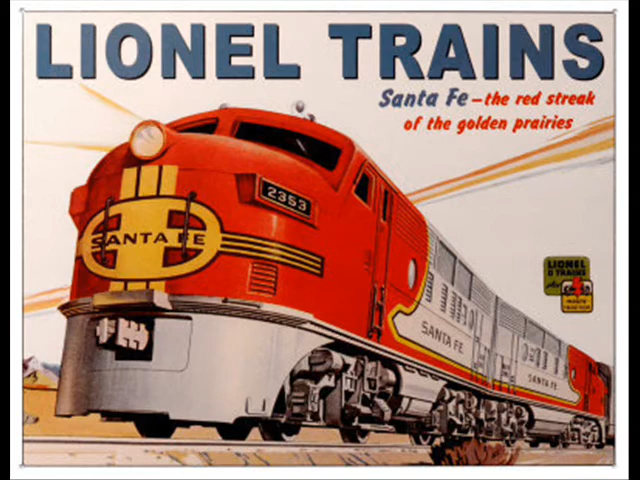 LIONEL TRAINS
Santa Fe – the red streak
of the golden prairies
2353
SANTA FE
SANTA FE
SANTA FE
LIONEL
TRAINS